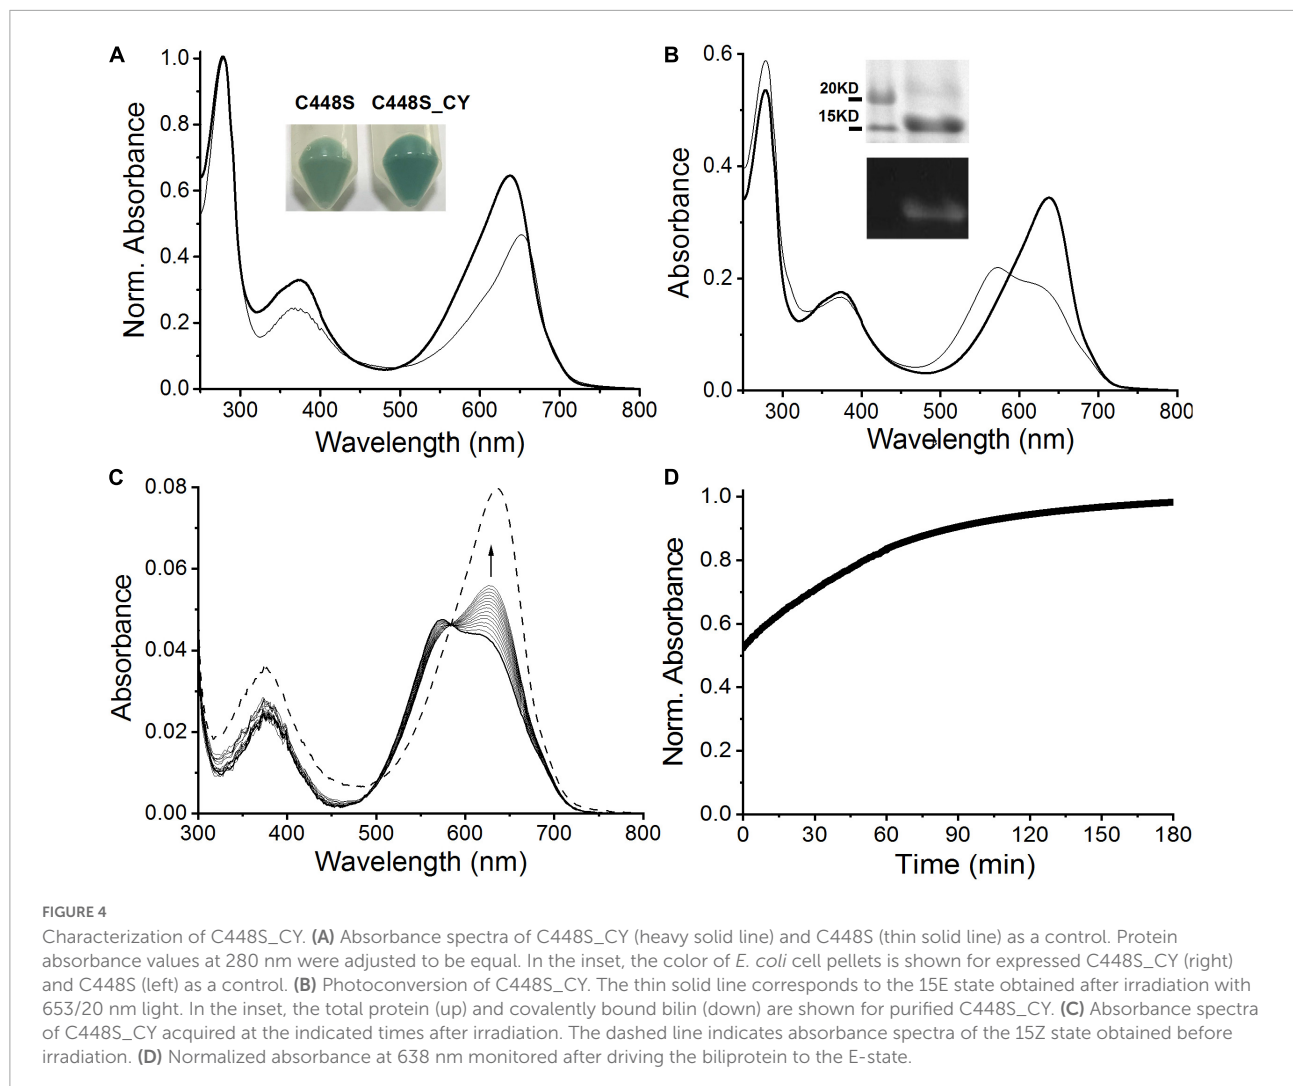 A
1.0
0.8
0.6
0.4
0.2
0.0
Norm. Absorbance
C448S C448S_CY
300 400 500 600 700 800
Wavelength (nm)
B
0.6
0.4
0.2
0.0
Absorbance
20KD
15KD
300 400 500 600 700 800
Wavelength (nm)
C
0.08
0.06
0.04
0.02
0.00
Absorbance
300 400 500 600 700 800
Wavelength (nm)
D
1.0
0.8
0.6
0.4
0.2
0.0
Norm. Absorbance
0 30 60 90 120 150 180
Time (min)
FIGURE 4
Characterization of C448S_CY. (A) Absorbance spectra of C448S_CY (heavy solid line) and C448S (thin solid line) as a control. Protein
absorbance values at 280 nm were adjusted to be equal. In the inset, the color of E. coli cell pellets is shown for expressed C448S_CY (right)
and C448S (left) as a control. (B) Photoconversion of C448S_CY. The thin solid line corresponds to the 15E state obtained after irradiation with
653/20 nm light. In the inset, the total protein (up) and covalently bound bilin (down) are shown for purified C448S_CY. (C) Absorbance spectra
of C448S_CY acquired at the indicated times after irradiation. The dashed line indicates absorbance spectra of the 15Z state obtained before
irradiation. (D) Normalized absorbance at 638 nm monitored after driving the biliprotein to the E-state.